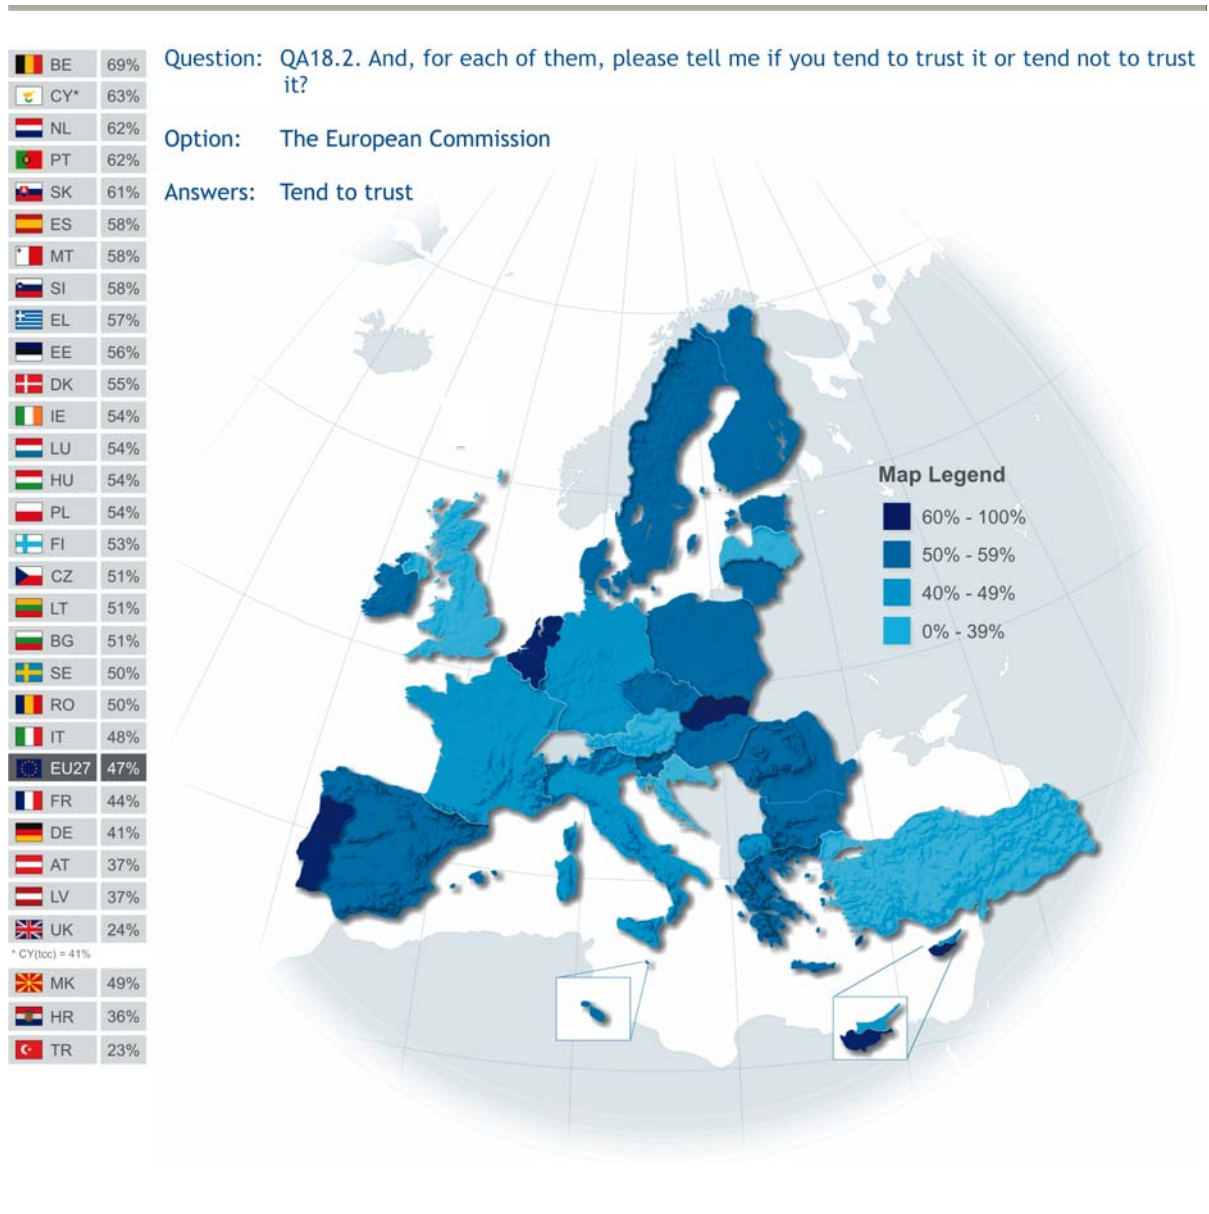 Question: QA18.2. And, for each of them, please tell me if you tend to trust it or tend not to trust
it?
Option: The European Commission
Answers: Tend to trust
BE 69%
CY* 63%
NL 62%
PT 62%
SK 61%
ES 58%
MT 58%
SI 58%
EL 57%
EE 56%
DK 55%
IE 54%
LU 54%
HU 54%
PL 54%
FI 53%
CZ 51%
LT 51%
BG 51%
SE 50%
RO 50%
IT 48%
EU27 47%
FR 44%
DE 41%
AT 37%
LV 37%
UK 24%
* CY(tcc) = 41%
MK 49%
HR 36%
TR 23%
Map Legend
60% - 100%
50% - 59%
40% - 49%
0% - 39%